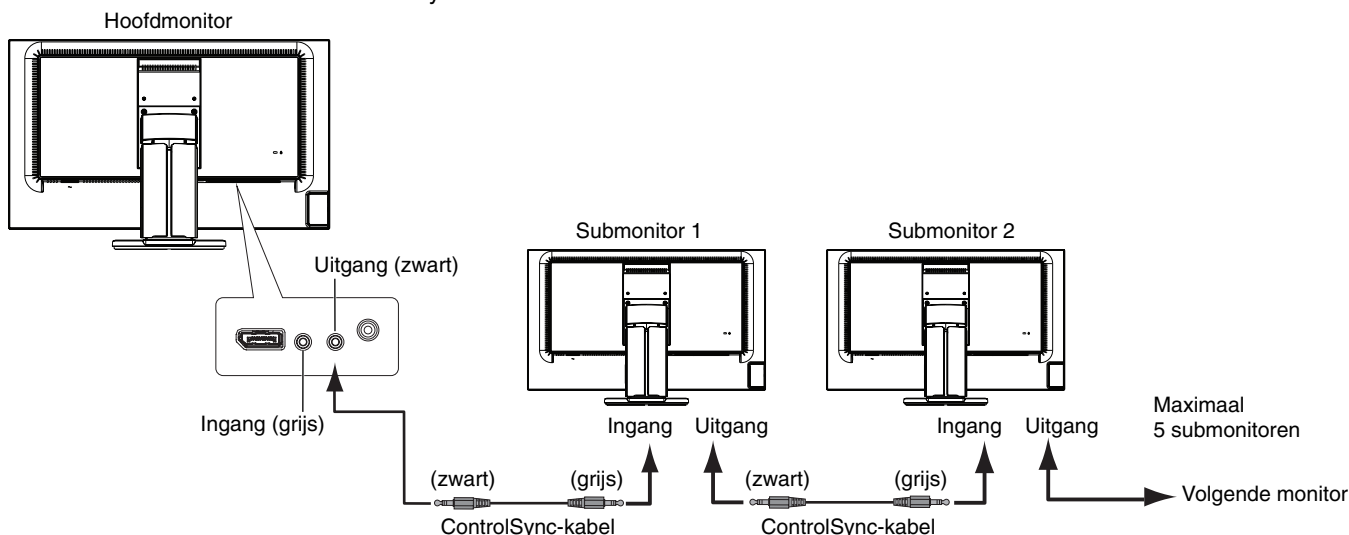 Hoofdmonitor
Submonitor 1
Submonitor 2
Uitgang (zwart)
Ingang (grijs)
Ingang
Uitgang
Ingang
Uitgang
Maximaal
5 submonitoren
(zwart)
(grijs)
(zwart)
(grijs)
Volgende monitor
ControlSync-kabel
ControlSync-kabel